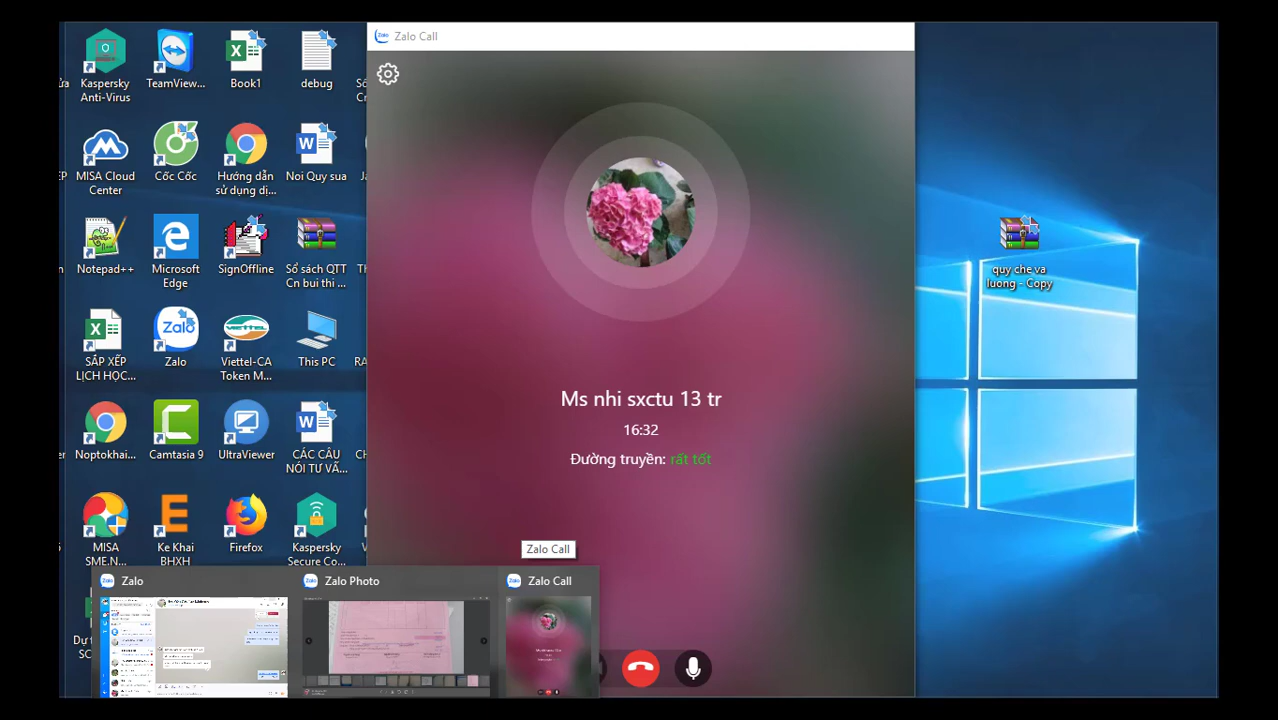 Zalo Call
Kaspersky
Anti-Virus
TeamView...
Book1
debug
MISA Cloud
Center
Cốc Cốc
Hướng dẫn
sử dụng dị...
Noi Quy sua
Notepad++
Microsoft
Edge
SignOffline
Sổ sách QTT
Cn bui thi ...
quy che va
luong - Copy
SẮP XẾP
LỊCH HỌC...
Zalo
Viettel-CA
Token M...
This PC
Ms nhi sxctu 13 tr
16:32
Đường truyền: rất tốt
Noptokhai...
Camtasia 9
UltraViewer
CÁC CÂU
NÓI TƯ VẤ...
MISA
SME.N...
Ke Khai
BHXH
Firefox
Kaspersky
Secure Co...
Zalo Call
Zalo
Zalo Photo
Zalo Call